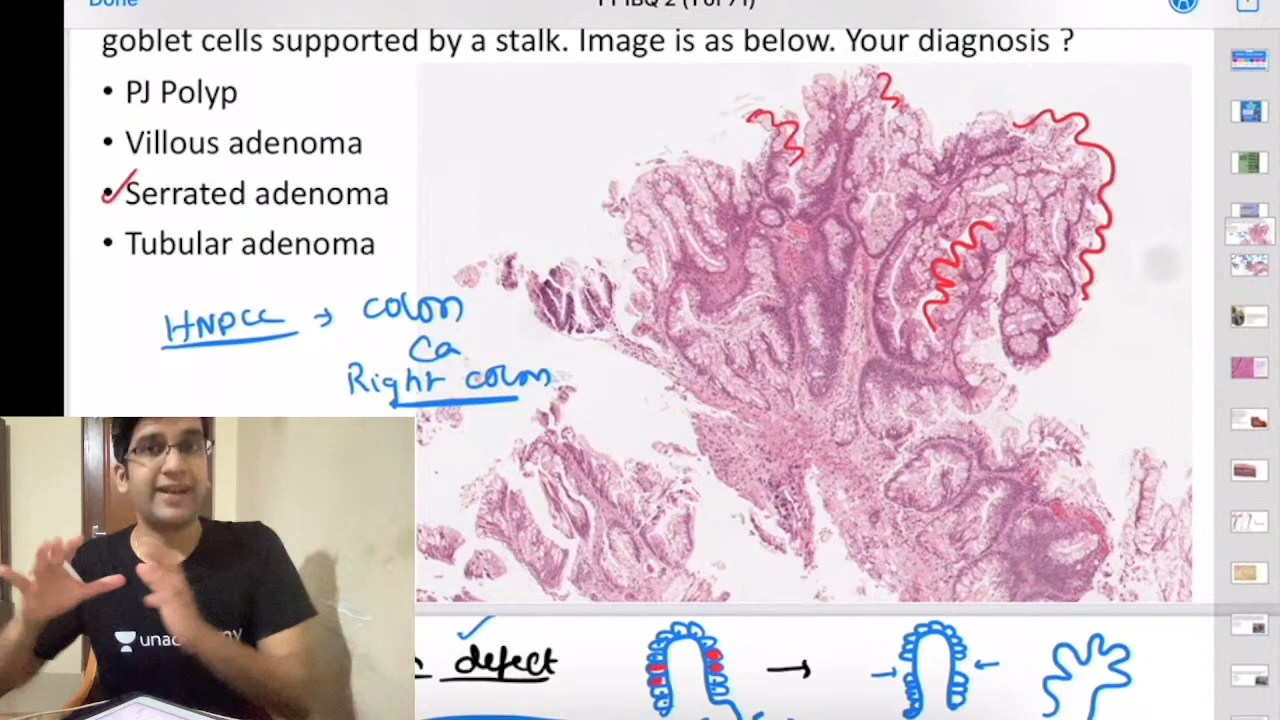 Done
goblet cells supported by a stalk. Image is as below. Your diagnosis ?
• PJ Polyp
• Villous adenoma
• Serrated adenoma
• Tubular adenoma
HNPCC → colon
Ca
Right colon
defect